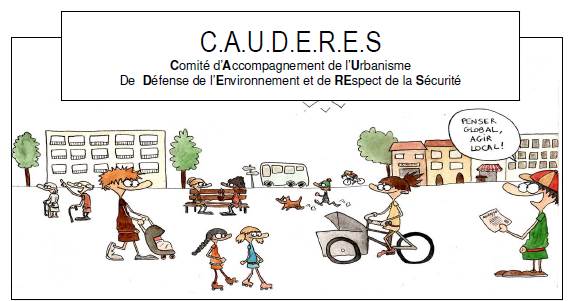 C.A.U.D.E.R.E.S
Comité d'Accompagnement de l'Urbanisme
De Défense de l'Environnement et de REspect de la Sécurité
PENSER
GLOBAL,
AGIR
LOCAL!